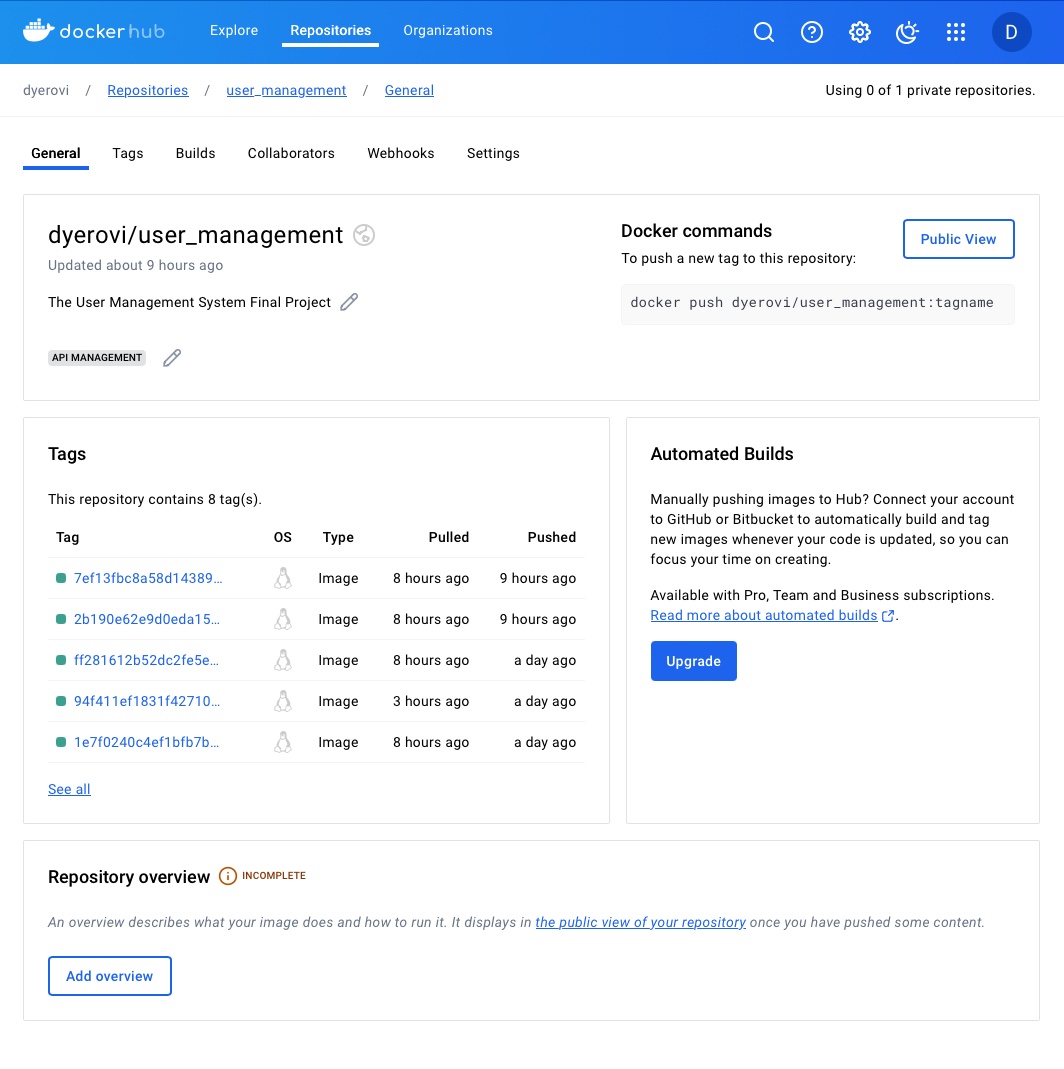 docker hub Explore Repositories Organizations D
dyerovi / Repositories / user_management / General Using 0 of 1 private repositories.
General Tags Builds Collaborators Webhooks Settings
dyerovi/user_management
Updated about 9 hours ago
The User Management System Final Project
API MANAGEMENT
Docker commands
Public View
To push a new tag to this repository:
docker push dyerovi/user_management:tagname
Tags
This repository contains 8 tag(s).
Tag OS Type Pulled Pushed
7ef13fbc8a58d14389... Image 8 hours ago 9 hours ago
2b190e62e9d0eda15... Image 8 hours ago 9 hours ago
ff281612b52dc2fe5e... Image 8 hours ago a day ago
94f411ef1831f42710... Image 3 hours ago a day ago
1e7f0240c4ef1bfb7b... Image 8 hours ago a day ago
See all
Automated Builds
Manually pushing images to Hub? Connect your account
to GitHub or Bitbucket to automatically build and tag
new images whenever your code is updated, so you can
focus your time on creating.
Available with Pro, Team and Business subscriptions.
Read more about automated builds.
Upgrade
Repository overview INCOMPLETE
An overview describes what your image does and how to run it. It displays in the public view of your repository once you have pushed some content.
Add overview